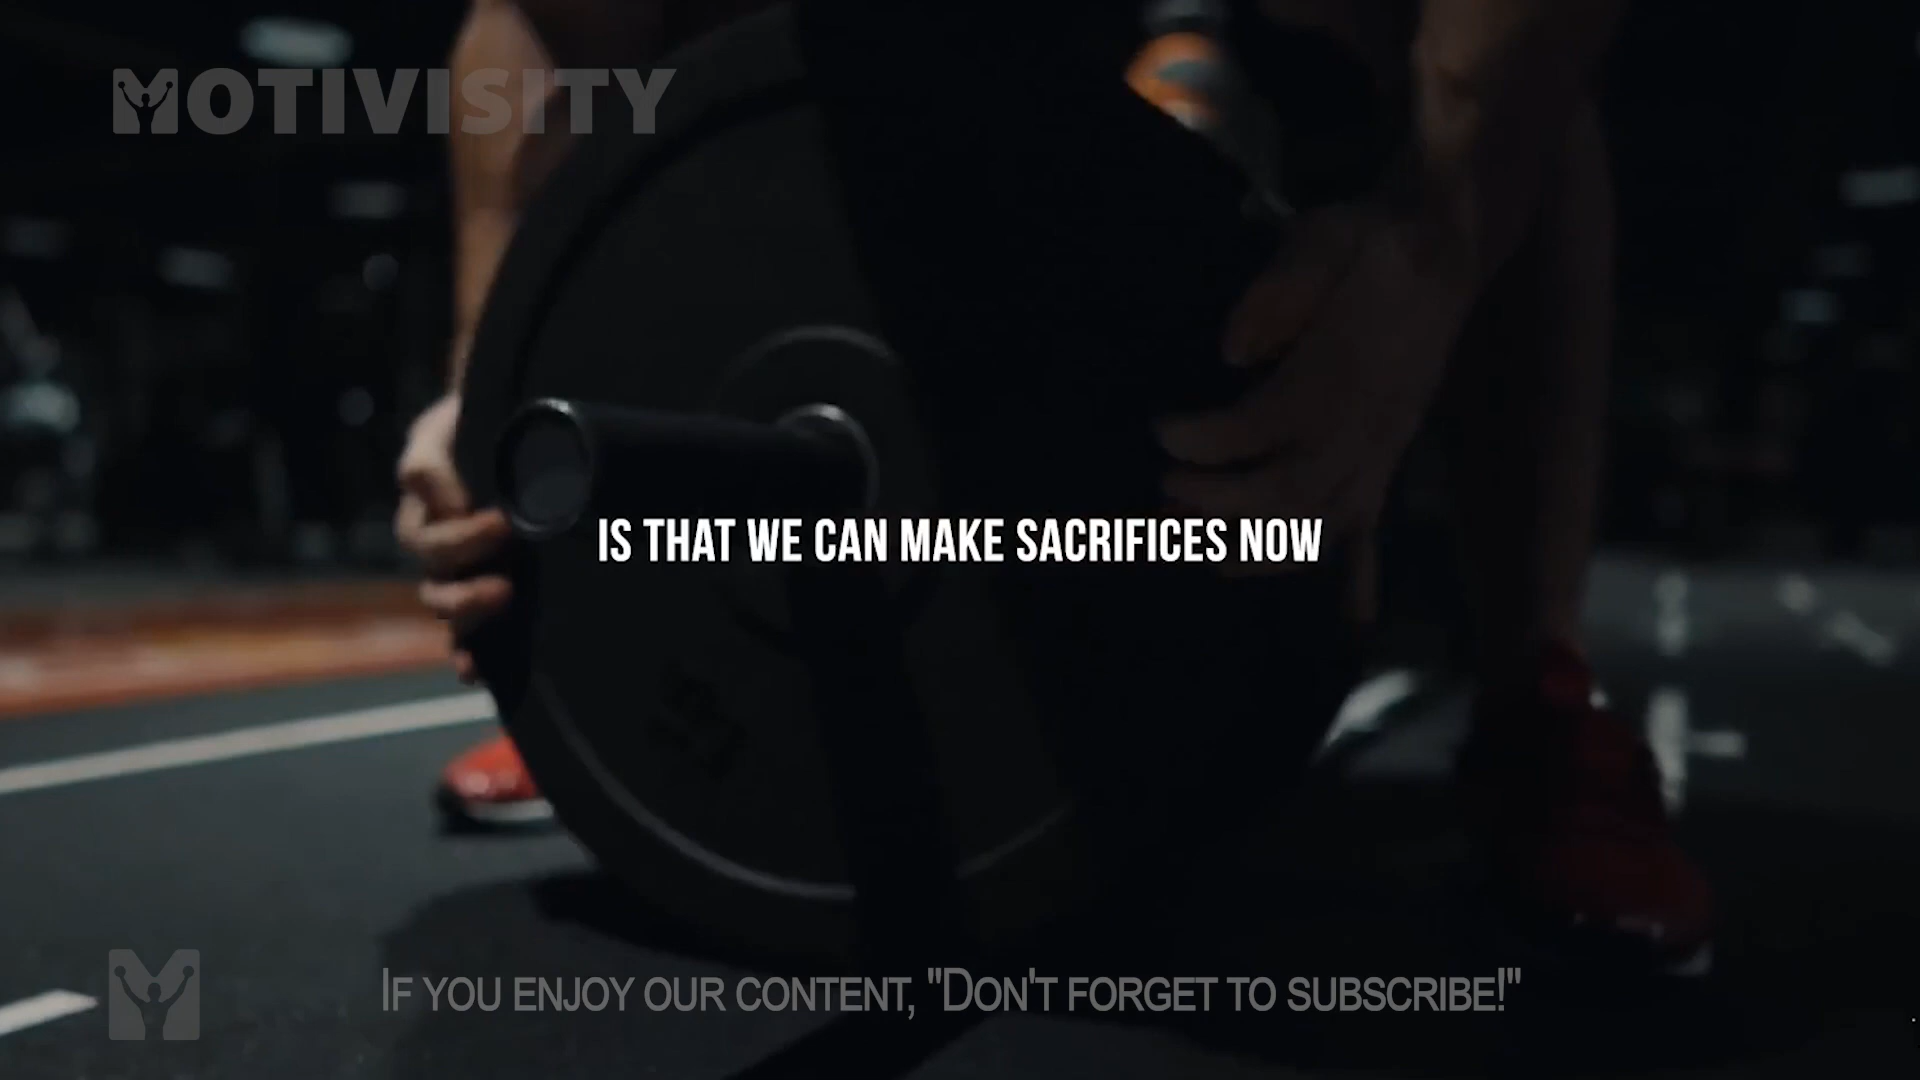 MOTIVISITY
IS THAT WE CAN MAKE SACRIFICES NOW
IF YOU ENJOY OUR CONTENT, "DON'T FORGET TO SUBSCRIBE!"